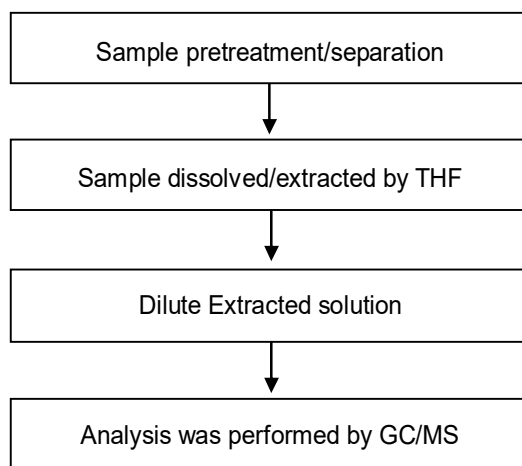 Sample pretreatment/separation
Sample dissolved/extracted by THF
Dilute Extracted solution
Analysis was performed by GC/MS